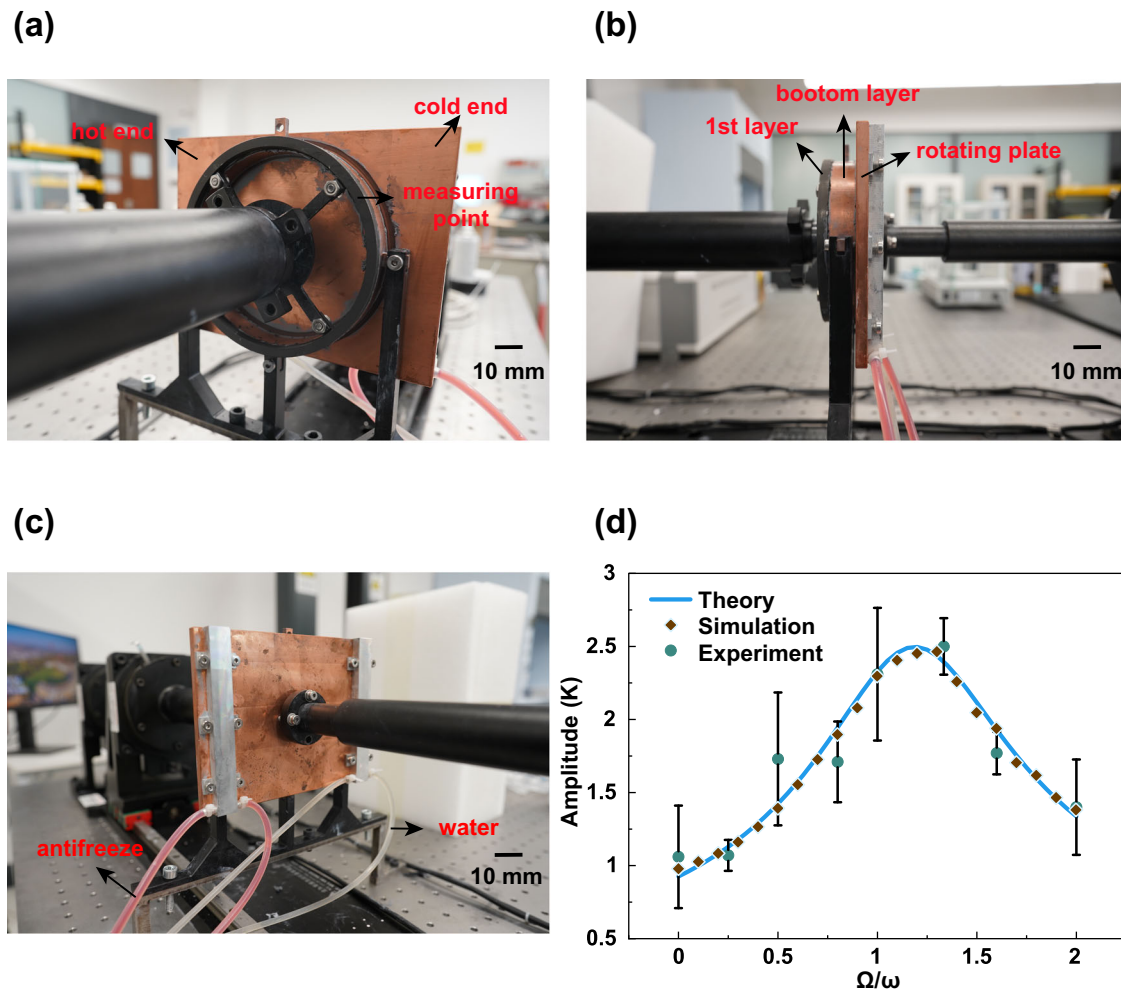 (a)
hot end
cold end
measuring
point
10 mm
(b)
bootom layer
1st layer
rotating plate
10 mm
(c)
antifreeze
water
10 mm
(d)
3
2.5
2
1.5
1
0.5
Amplitude (K)
Theory
Simulation
Experiment
0 0.5 1 1.5 2
Ω/ω